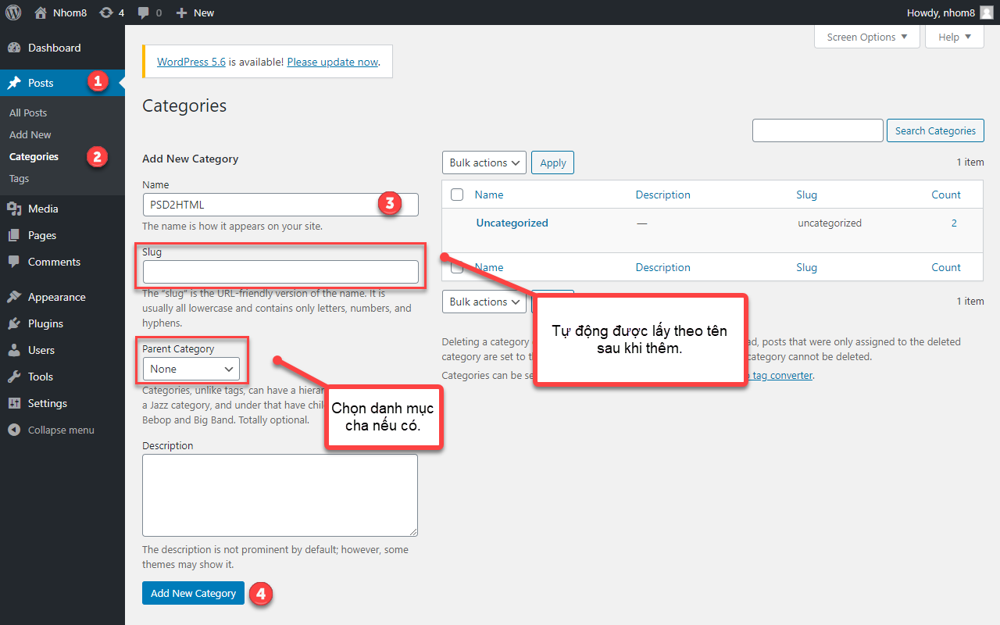 Nhom8
4
0
New
Howdy, nhom8
Dashboard
Posts
1
All Posts
Add New
Categories
2
Tags
Media
Pages
Comments
Appearance
Plugins
Users
Tools
Settings
Collapse menu
Screen Options
Help
WordPress 5.6 is available! Please update now.
Categories
Search Categories
Add New Category
Name
PSD2HTML
3
The name is how it appears on your site.
Slug
The “slug” is the URL-friendly version of the name. It is
usually all lowercase and contains only letters, numbers, and
hyphens.
Parent Category
None
Categories, unlike tags, can have a hierar
a Jazz category, and under that have chil
Bebop and Big Band. Totally optional.
Chọn danh mục
cha nếu có.
Description
The description is not prominent by default; however, some
themes may show it.
Add New Category
4
Bulk actions
Apply
1 item
Name Description Slug Count
Uncategorized — uncategorized 2
Name Description Slug Count
Bulk actions
1 item
Tự động được lấy theo tên
sau khi thêm.
Deleting a category ad, posts that were only assigned to the deleted
category are set to th category cannot be deleted.
Categories can be se tag converter.